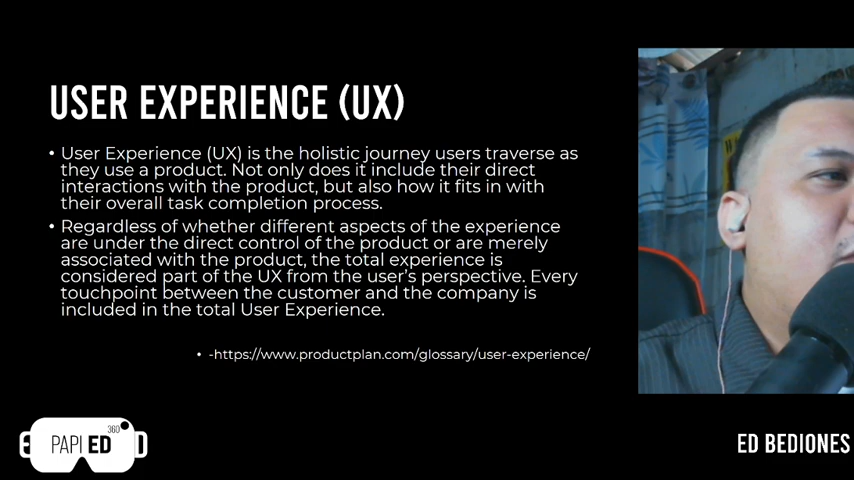 USER EXPERIENCE (UX)
• User Experience (UX) is the holistic journey users traverse as
they use a product. Not only does it include their direct
interactions with the product, but also how it fits in with
their overall task completion process.
• Regardless of whether different aspects of the experience
are under the direct control of the product or are merely
associated with the product, the total experience is
considered part of the UX from the user's perspective. Every
touchpoint between the customer and the company is
included in the total User Experience.
• -https://www.productplan.com/glossary/user-experience/
360
PAPI ED
ED BEDIONES